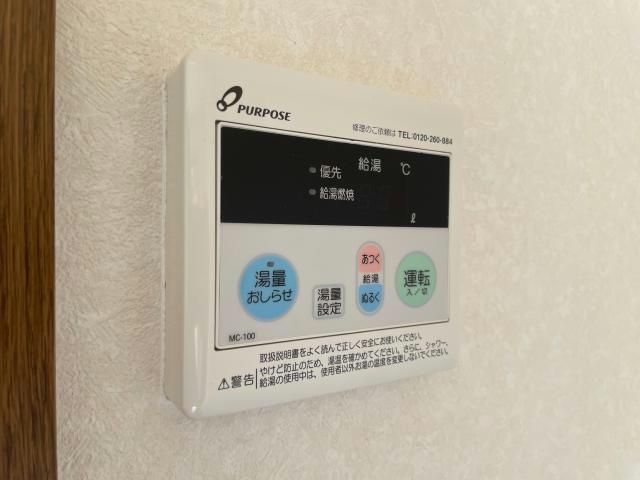 PURPOSE
修理のご依頼は TEL:0120-260-884
給湯 ℃
優先
給湯燃焼
ℓ
湯量
おしらせ
湯量
設定
あつく
給湯
ぬるく
運転
入／切
MC-100
取扱説明書をよく読んで正しく安全にお使いください。
⚠警告
やけど防止のため、湯温を確かめてください。さらに、シャワー、
給湯の使用中は、使用者以外お湯の温度を変更しないでください。